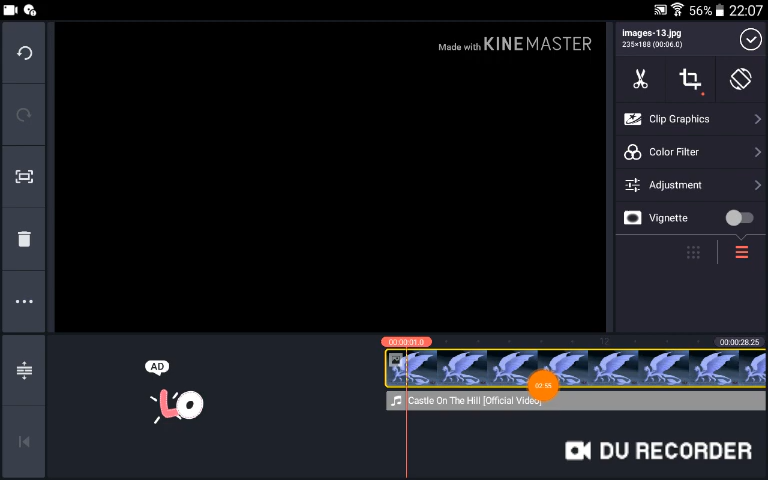 56% 22:07
Made with KINEMASTER
images-13.jpg
235×188 (00:06.0)
Clip Graphics
Color Filter
Adjustment
Vignette
00:00:01.0
12
00:00:28.25
AD
LO
02:55
Castle On The Hill [Official Video]
DU RECORDER